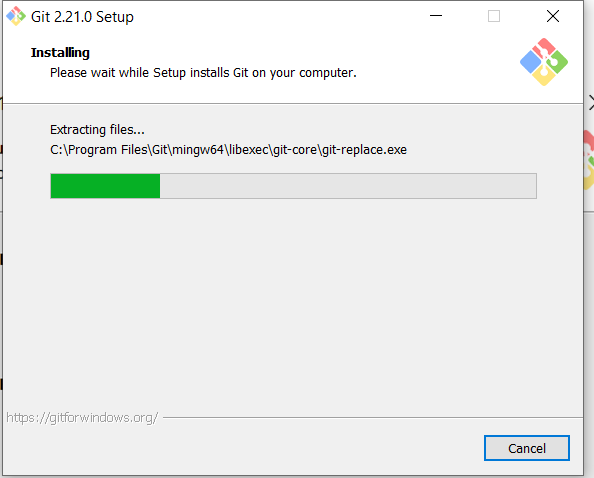 Git 2.21.0 Setup
Installing
Please wait while Setup installs Git on your computer.
Extracting files...
C:\Program Files\Git\mingw64\libexec\git-core\git-replace.exe
https://gitforwindows.org/
Cancel